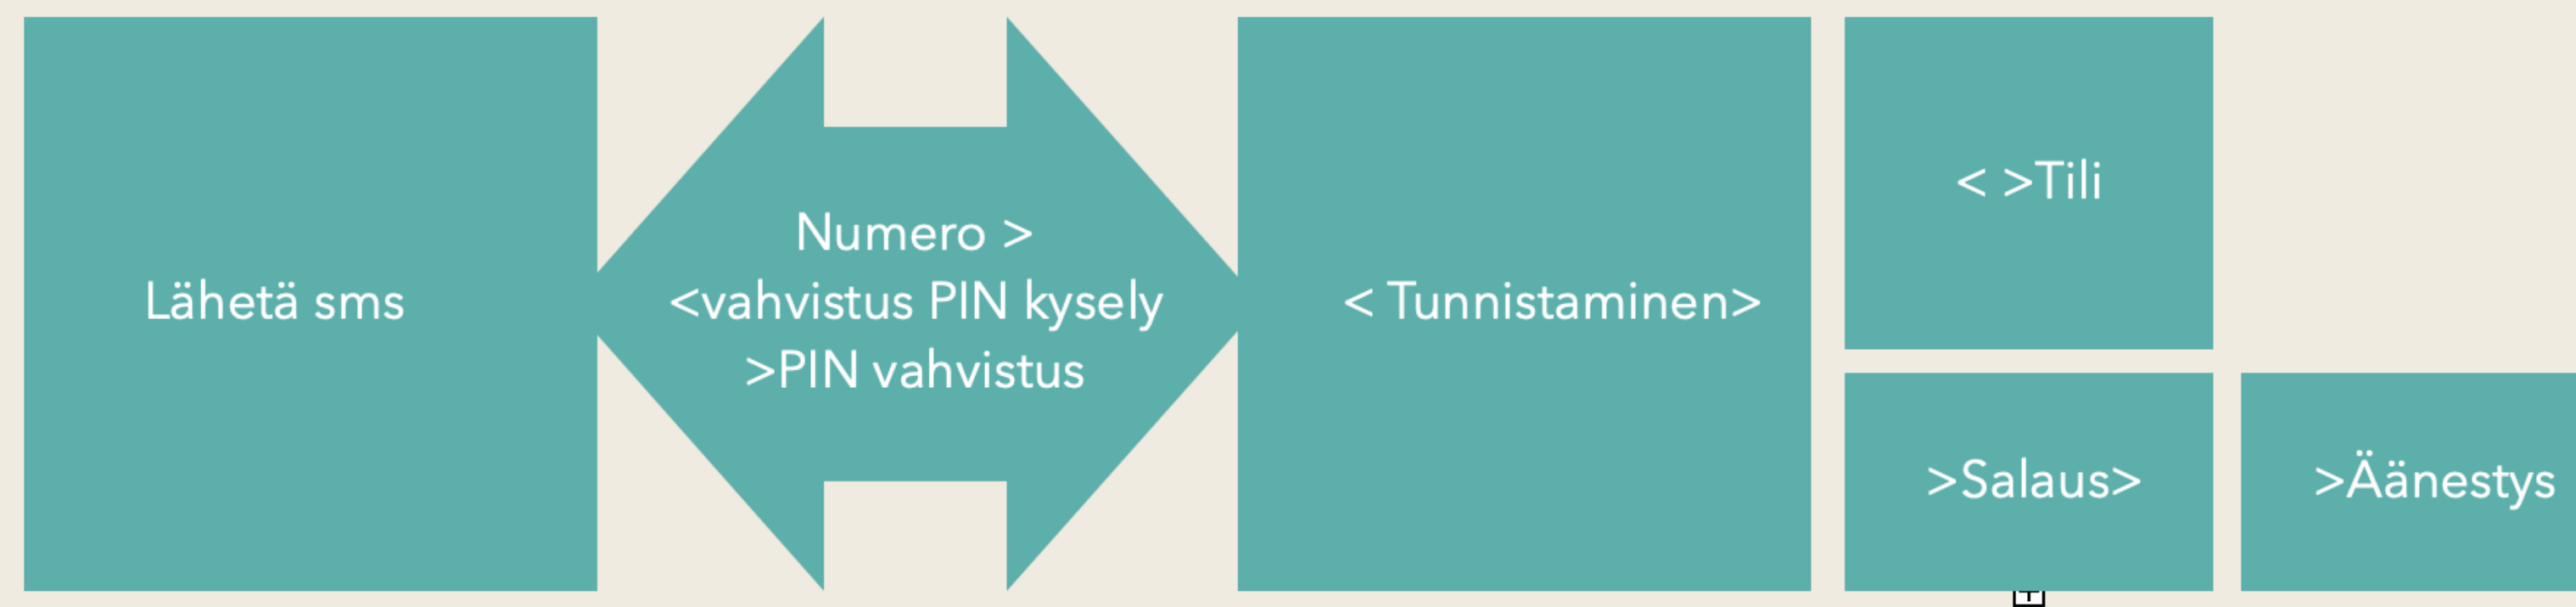 Lähetä sms
Numero >
<vahvistus PIN kysely
>PIN vahvistus
< Tunnistaminen>
< >Tili
>Salaus>
>Äänestys